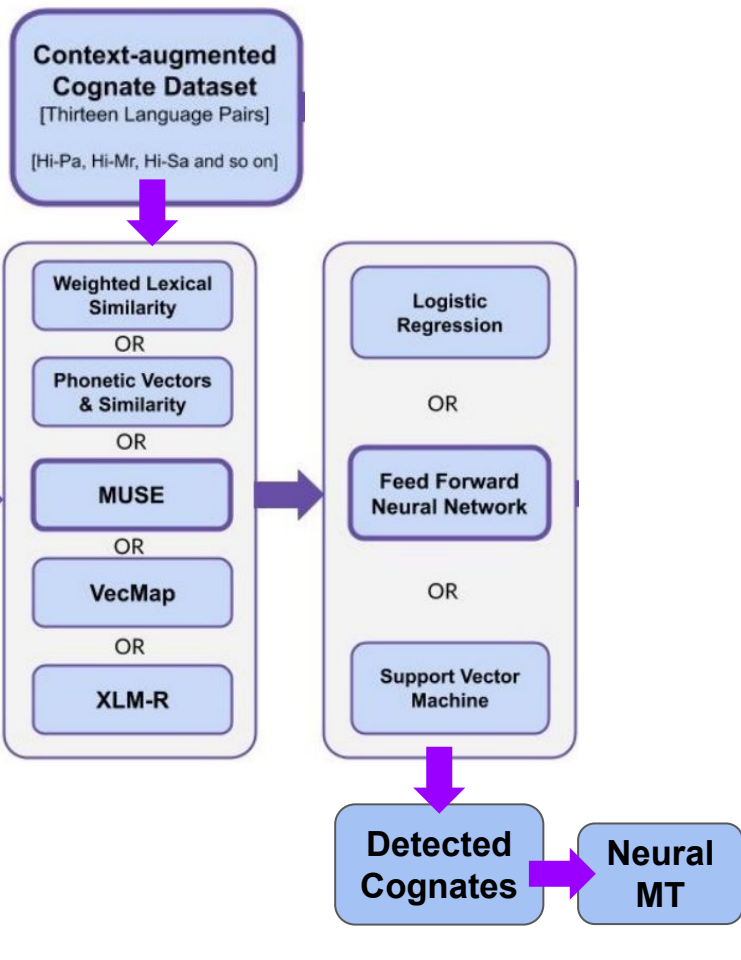 Context-augmented
Cognate Dataset
[Thirteen Language Pairs]
[Hi-Pa, Hi-Mr, Hi-Sa and so on]
Weighted Lexical
Similarity
OR
Phonetic Vectors
& Similarity
OR
MUSE
OR
VecMap
OR
XLM-R
Logistic
Regression
OR
Feed Forward
Neural Network
OR
Support Vector
Machine
Detected
Cognates
Neural
MT